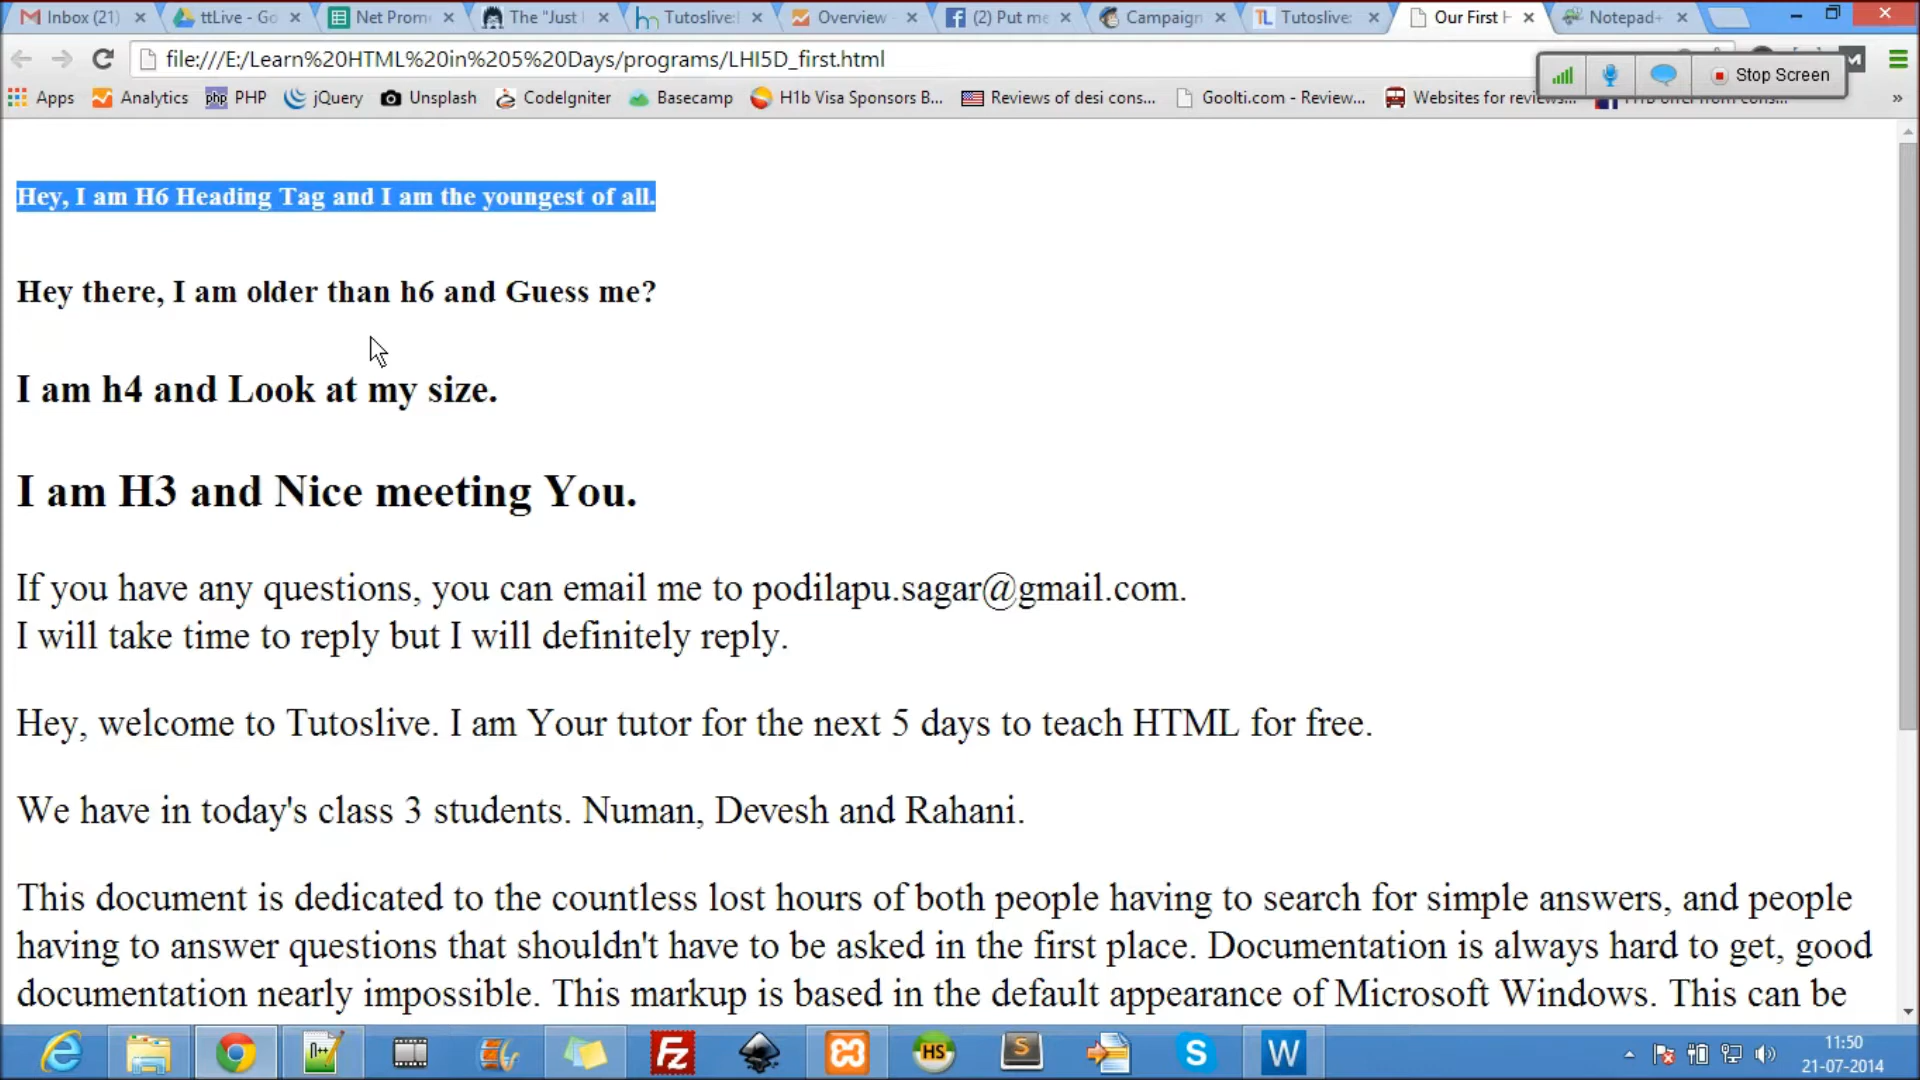 Inbox (21)
ttLive - Go
Net Prom
The "Just
Tutoslive:
Overview
(2) Put me
Campaign
Tutoslive:
Our First H
Notepad+
file:///E:/Learn%20HTML%20in%205%20Days/programs/LHI5D_first.html
Stop Screen
Apps
Analytics
php PHP
jQuery
Unsplash
CodeIgniter
Basecamp
H1b Visa Sponsors B...
Reviews of desi cons...
Goolti.com - Review...
Websites for reviews...
»
Hey, I am H6 Heading Tag and I am the youngest of all.
Hey there, I am older than h6 and Guess me?
I am h4 and Look at my size.
I am H3 and Nice meeting You.
If you have any questions, you can email me to podilapu.sagar@gmail.com.
I will take time to reply but I will definitely reply.
Hey, welcome to Tutoslive. I am Your tutor for the next 5 days to teach HTML for free.
We have in today's class 3 students. Numan, Devesh and Rahani.
This document is dedicated to the countless lost hours of both people having to search for simple answers, and people
having to answer questions that shouldn't have to be asked in the first place. Documentation is always hard to get, good
documentation nearly impossible. This markup is based in the default appearance of Microsoft Windows. This can be
11:50
21-07-2014